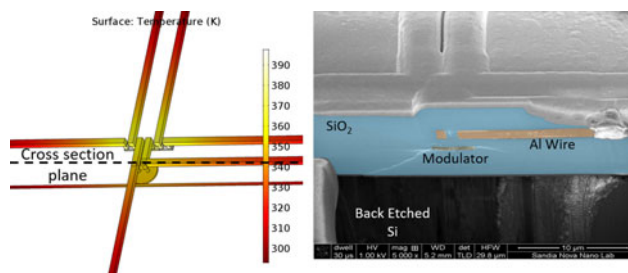 Surface: Temperature (K)
390
380
370
360
350
340
330
320
310
300
Cross section
plane
SiO2
Al Wire
Modulator
Back Etched
Si
dwell HV mag WD det HFW 10 µm
30 µs 1.00 kV 5 000 x 5.2 mm TLD 29.8 µm Sandia Nova Nano Lab